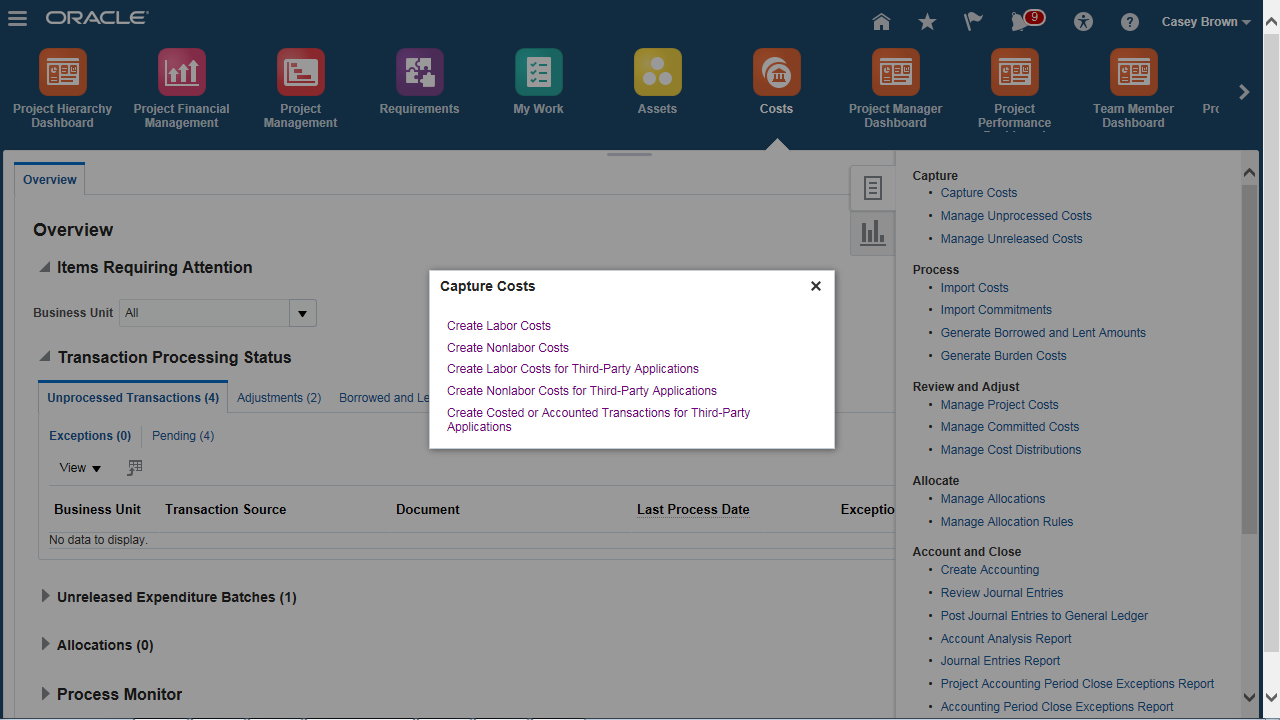 ORACLE
9
Casey Brown
Project Hierarchy
Dashboard
Project Financial
Management
Project
Management
Requirements
My Work
Assets
Costs
Project Manager
Dashboard
Project
Performance
Team Member
Dashboard
Overview
Overview
Items Requiring Attention
Business Unit All
Transaction Processing Status
Unprocessed Transactions (4) Adjustments (2) Borrowed and Le
Exceptions (0) Pending (4)
View
Business Unit Transaction Source Document Last Process Date Exceptio
No data to display.
Unreleased Expenditure Batches (1)
Allocations (0)
Process Monitor
Capture Costs
Create Labor Costs
Create Nonlabor Costs
Create Labor Costs for Third-Party Applications
Create Nonlabor Costs for Third-Party Applications
Create Costed or Accounted Transactions for Third-Party
Applications
Capture
• Capture Costs
• Manage Unprocessed Costs
• Manage Unreleased Costs
Process
• Import Costs
• Import Commitments
• Generate Borrowed and Lent Amounts
• Generate Burden Costs
Review and Adjust
• Manage Project Costs
• Manage Committed Costs
• Manage Cost Distributions
Allocate
• Manage Allocations
• Manage Allocation Rules
Account and Close
• Create Accounting
• Review Journal Entries
• Post Journal Entries to General Ledger
• Account Analysis Report
• Journal Entries Report
• Project Accounting Period Close Exceptions Report
• Accounting Period Close Exceptions Report